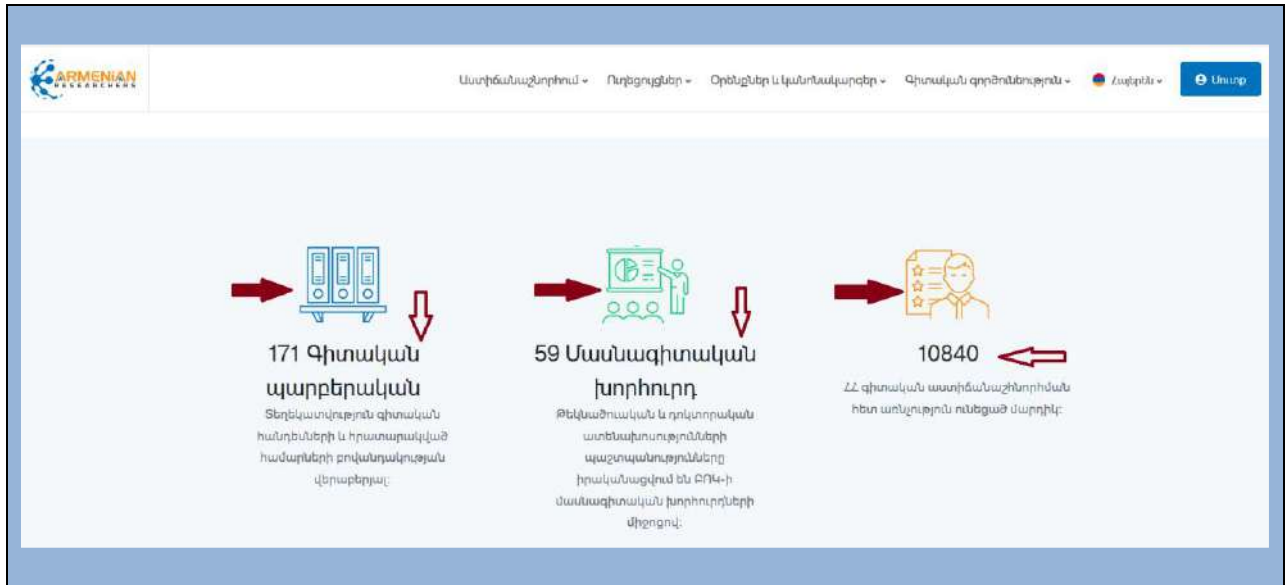 ARMENIAN
RESEARCHERS
Աստիճանաշնորհում Ուղեցույցներ Օրենքներ և կանոնակարգեր Գիտական գործունեություն Հայերեն Մուտք
171 Գիտական
պարբերական
Տեղեկատվություն գիտական
հանդեսների և հրատարակված
համարների բովանդակության
վերաբերյալ:
59 Մասնագիտական
խորհուրդ
Թեկնածուական և դոկտորական
ատենախոսությունների
պաշտպանությունները
իրականացվում են ԲՈԿ-ի
մասնագիտական խորհուրդների
միջոցով:
10840
ՀՀ գիտական աստիճանաշհնորհման
հետ առնչություն ունեցած մարդիկ: